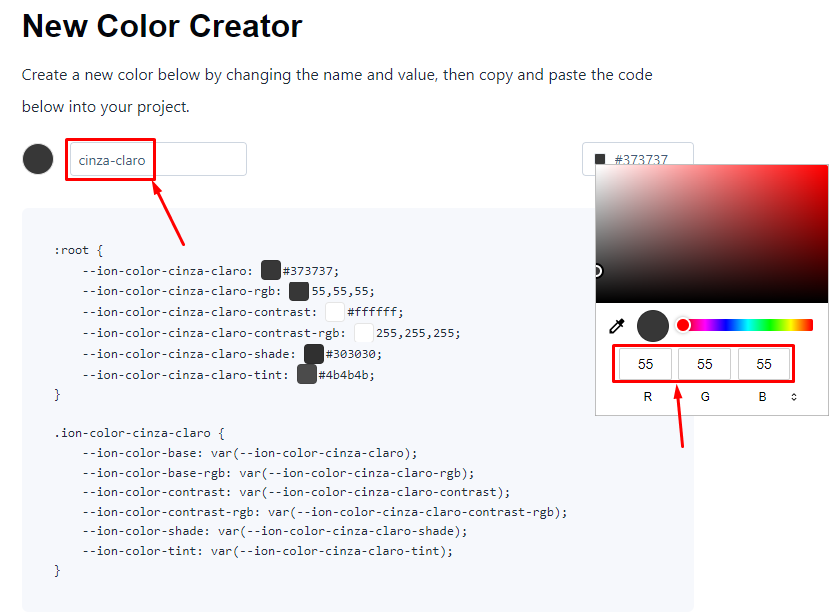 New Color Creator
Create a new color below by changing the name and value, then copy and paste the code
below into your project.
cinza-claro
#373737
:root {
--ion-color-cinza-claro: #373737;
--ion-color-cinza-claro-rgb: 55,55,55;
--ion-color-cinza-claro-contrast: #ffffff;
--ion-color-cinza-claro-contrast-rgb: 255,255,255;
--ion-color-cinza-claro-shade: #303030;
--ion-color-cinza-claro-tint: #4b4b4b;
}
.ion-color-cinza-claro {
--ion-color-base: var(--ion-color-cinza-claro);
--ion-color-base-rgb: var(--ion-color-cinza-claro-rgb);
--ion-color-contrast: var(--ion-color-cinza-claro-contrast);
--ion-color-contrast-rgb: var(--ion-color-cinza-claro-contrast-rgb);
--ion-color-shade: var(--ion-color-cinza-claro-shade);
--ion-color-tint: var(--ion-color-cinza-claro-tint);
}
55 55 55
R G B